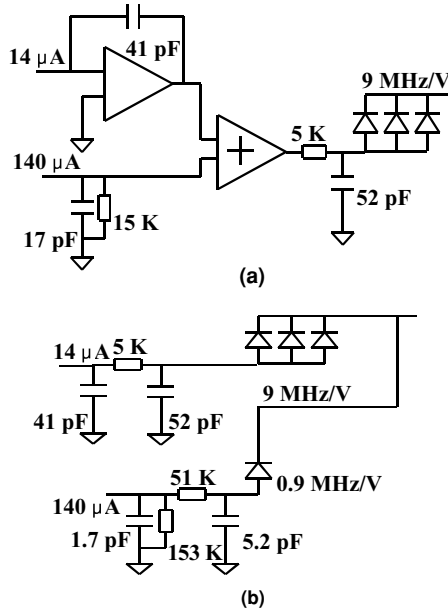 41 pF
14 µA
9 MHz/V
+
5 K
140 µA
52 pF
15 K
17 pF
(a)
14 µA 5 K
9 MHz/V
41 pF
52 pF
51 K
0.9 MHz/V
140 µA
1.7 pF
5.2 pF
153 K
(b)